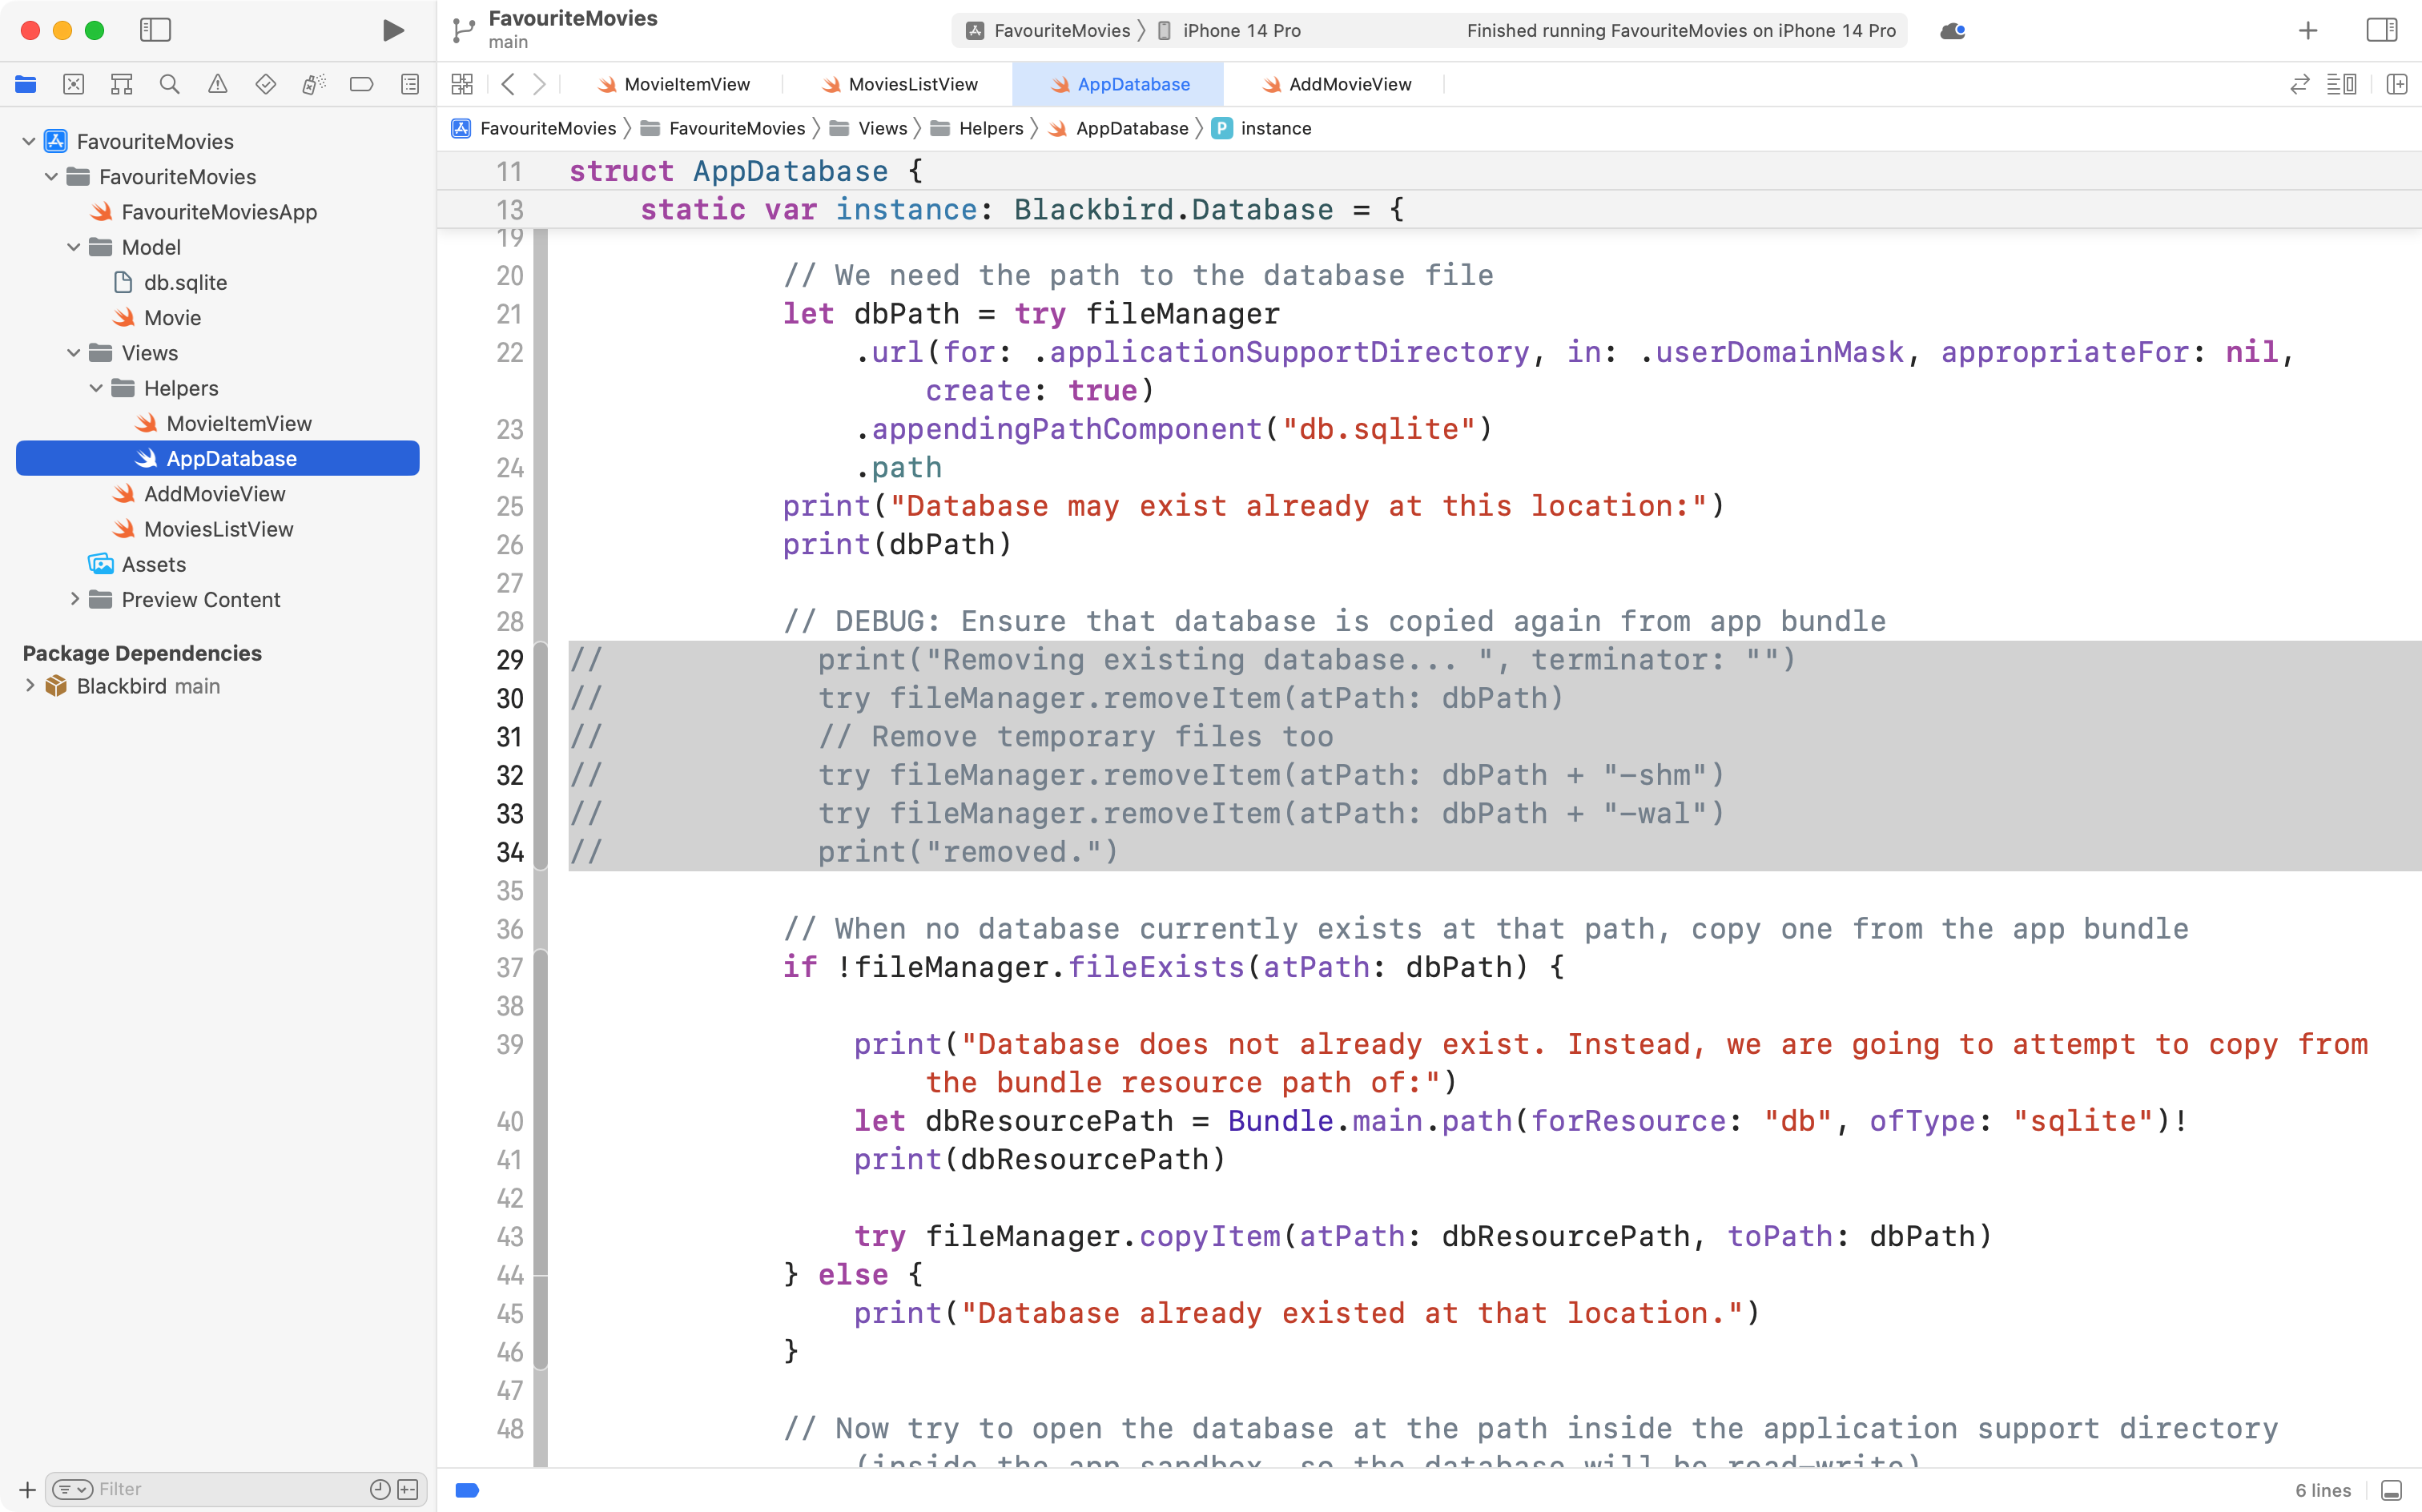 FavouriteMovies
main
FavouriteMovies
iPhone 14 Pro
Finished running FavouriteMovies on iPhone 14 Pro
MovieItemView
MoviesListView
AppDatabase
AddMovieView
FavouriteMovies
FavouriteMovies
Views
Helpers
AppDatabase
P instance
FavouriteMovies
FavouriteMovies
FavouriteMoviesApp
Model
db.sqlite
Movie
Views
Helpers
MovieItemView
AppDatabase
AddMovieView
MoviesListView
Assets
Preview Content
Package Dependencies
Blackbird main
Filter
11 struct AppDatabase {
13 static var instance: Blackbird.Database = {
19
20 // We need the path to the database file
21 let dbPath = try fileManager
22 .url(for: .applicationSupportDirectory, in: .userDomainMask, appropriateFor: nil,
create: true)
23 .appendingPathComponent("db.sqlite")
24 .path
25 print("Database may exist already at this location:")
26 print(dbPath)
27
28 // DEBUG: Ensure that database is copied again from app bundle
29 // print("Removing existing database... ", terminator: "")
30 // try fileManager.removeItem(atPath: dbPath)
31 // // Remove temporary files too
32 // try fileManager.removeItem(atPath: dbPath + "-shm")
33 // try fileManager.removeItem(atPath: dbPath + "-wal")
34 // print("removed.")
35
36 // When no database currently exists at that path, copy one from the app bundle
37 if !fileManager.fileExists(atPath: dbPath) {
38
39 print("Database does not already exist. Instead, we are going to attempt to copy from
the bundle resource path of:")
40 let dbResourcePath = Bundle.main.path(forResource: "db", ofType: "sqlite")!
41 print(dbResourcePath)
42
43 try fileManager.copyItem(atPath: dbResourcePath, toPath: dbPath)
44 } else {
45 print("Database already existed at that location.")
46 }
47
48 // Now try to open the database at the path inside the application support directory
(inside the app sandbox, so the database will be read-write)
6 lines